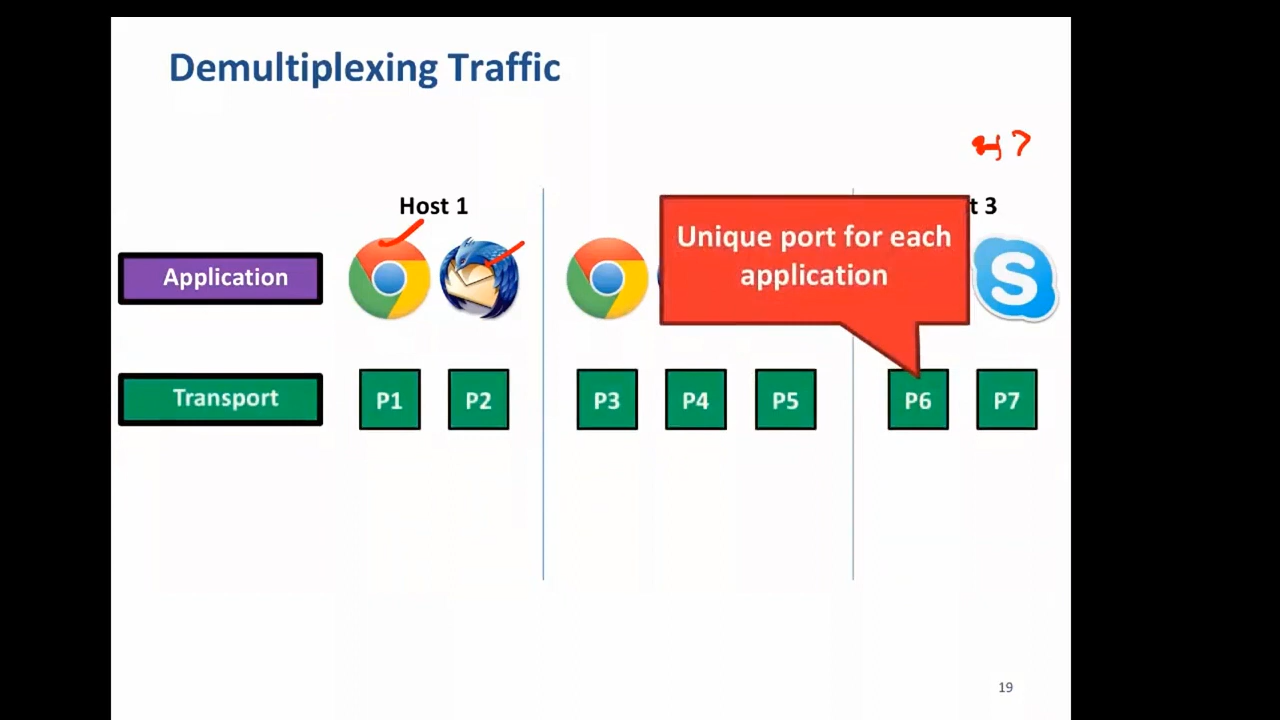 Demultiplexing Traffic
Host 1
t 3
Unique port for each
application
Application
S
Transport
P1
P2
P3
P4
P5
P6
P7
19